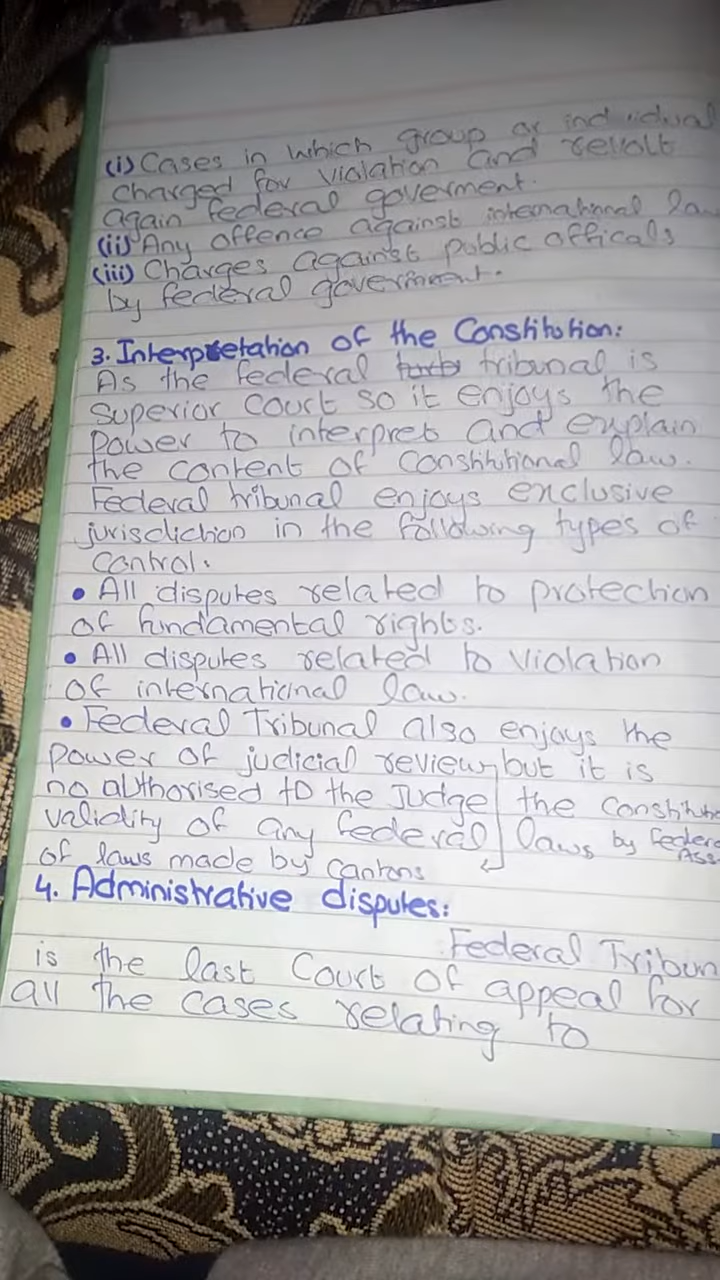 (i) Cases in which group or individual
charged for violation and revolt
again federal goverment.
(ii) Any offence against international la
(iii) Charges against public officals
by federal goverment.
3. Interpretation of the Constitution:
As the federal tribunal is
superior court so it enjoys the
power to interpret and explain
the content of Constitutional law.
Federal tribunal enjoys exclusive
jurisdiction in the following types of
control.
• All disputes related to protection
of fundamental rights.
• All disputes related to violation
of international law.
• Federal Tribunal also enjoys the
power of judicial review, but it is
no authorised to the Judge the Constitu
validity of any federal laws by Federa
Ass
of laws made by cantons
4. Administrative disputes:
Federal Tribun
is the last Court of appeal for
all the cases relating to